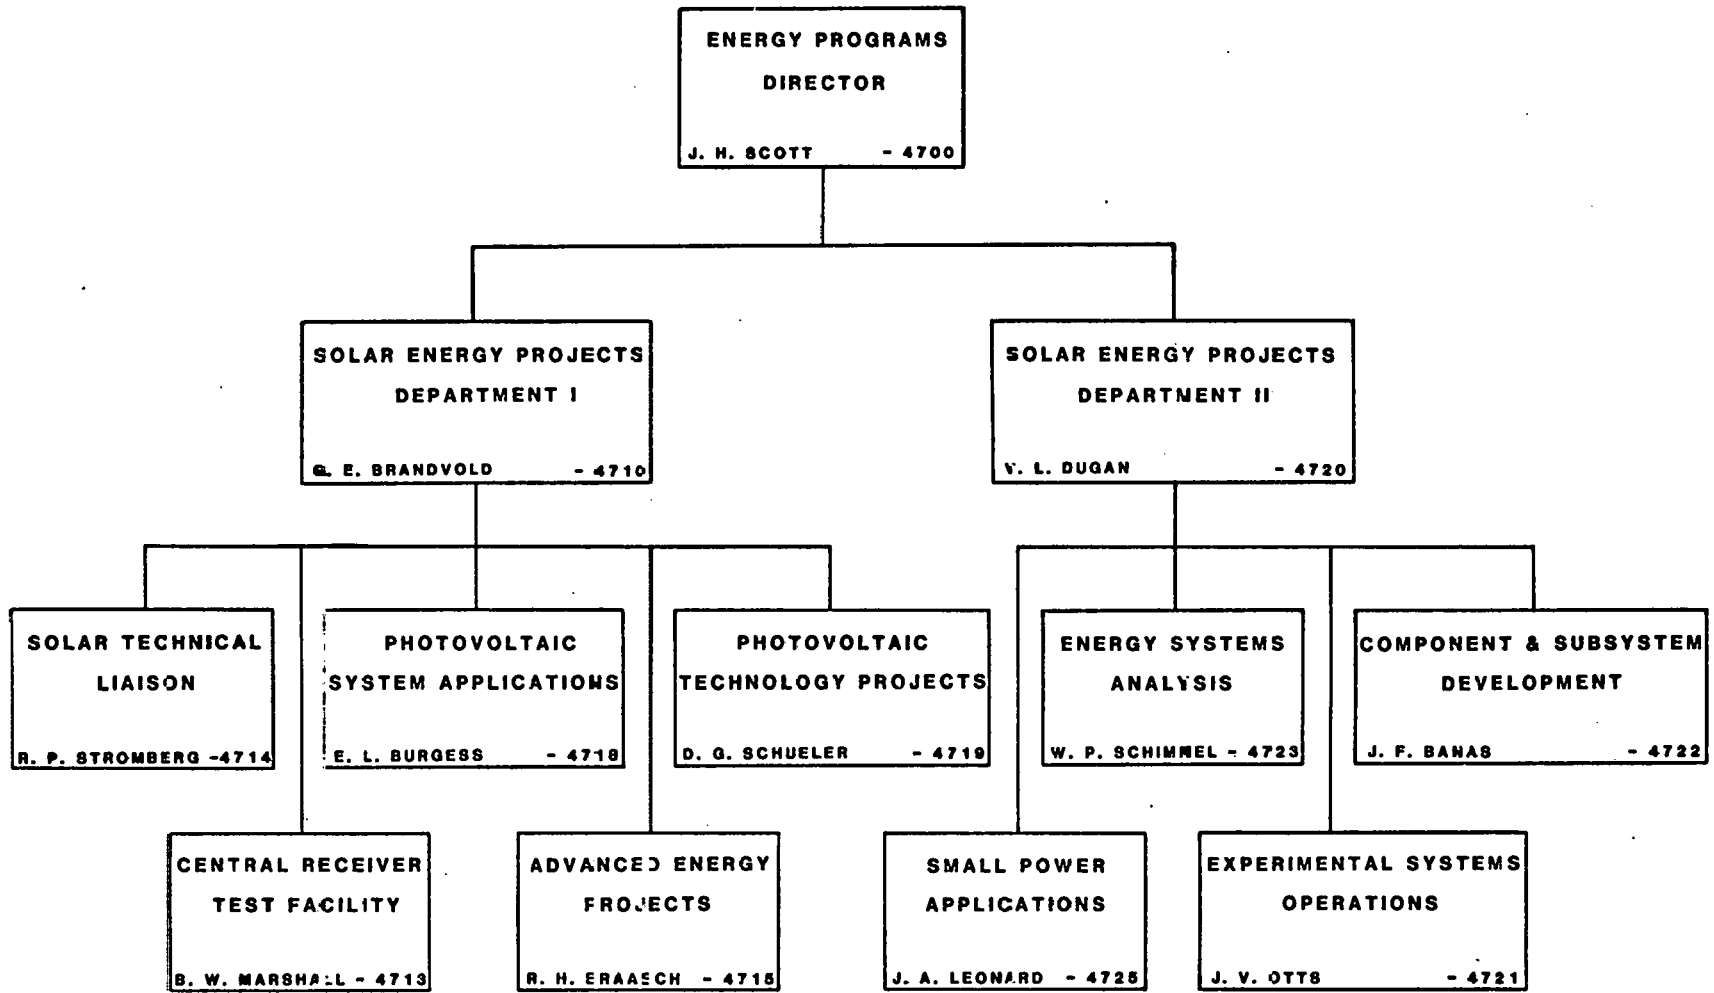 ENERGY PROGRAMS
DIRECTOR
J. H. SCOTT - 4700
SOLAR ENERGY PROJECTS
DEPARTMENT I
G. E. BRANDVOLD - 4710
SOLAR ENERGY PROJECTS
DEPARTMENT II
V. L. DUGAN - 4720
SOLAR TECHNICAL
LIAISON
R. P. STROMBERG -4714
PHOTOVOLTAIC
SYSTEM APPLICATIONS
E. L. BURGESS - 4718
PHOTOVOLTAIC
TECHNOLOGY PROJECTS
D. G. SCHUELER - 4719
ENERGY SYSTEMS
ANALYSIS
W. P. SCHIMMEL - 4723
COMPONENT & SUBSYSTEM
DEVELOPMENT
J. F. BANAS - 4722
CENTRAL RECEIVER
TEST FACILITY
B. W. MARSHALL - 4713
ADVANCED ENERGY
PROJECTS
R. H. - 4715
SMALL POWER
APPLICATIONS
J. A. LEONARD - 4725
EXPERIMENTAL SYSTEMS
OPERATIONS
J. V. OTTS - 4721